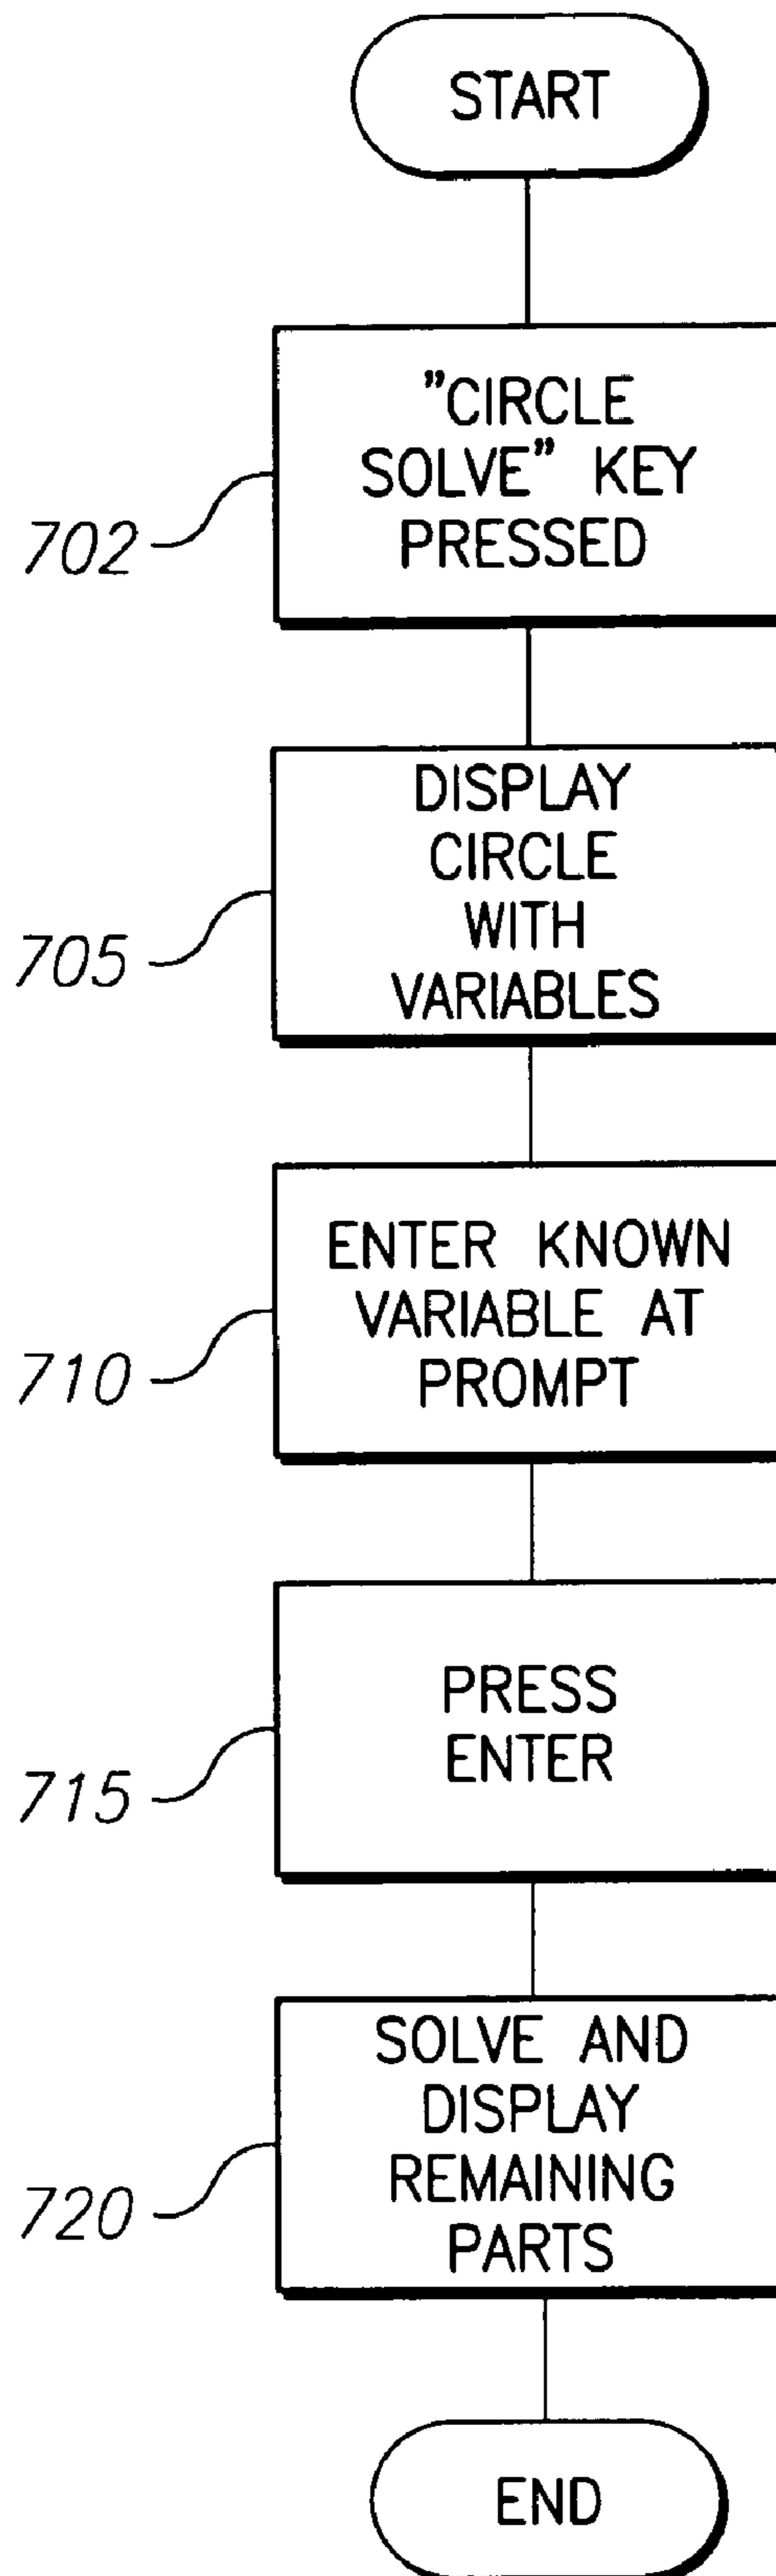 START
”CIRCLE
SOLVE” KEY
PRESSED
702
DISPLAY
CIRCLE
WITH
VARIABLES
705
ENTER KNOWN
VARIABLE AT
PROMPT
710
PRESS
ENTER
715
SOLVE AND
DISPLAY
REMAINING
PARTS
720
END